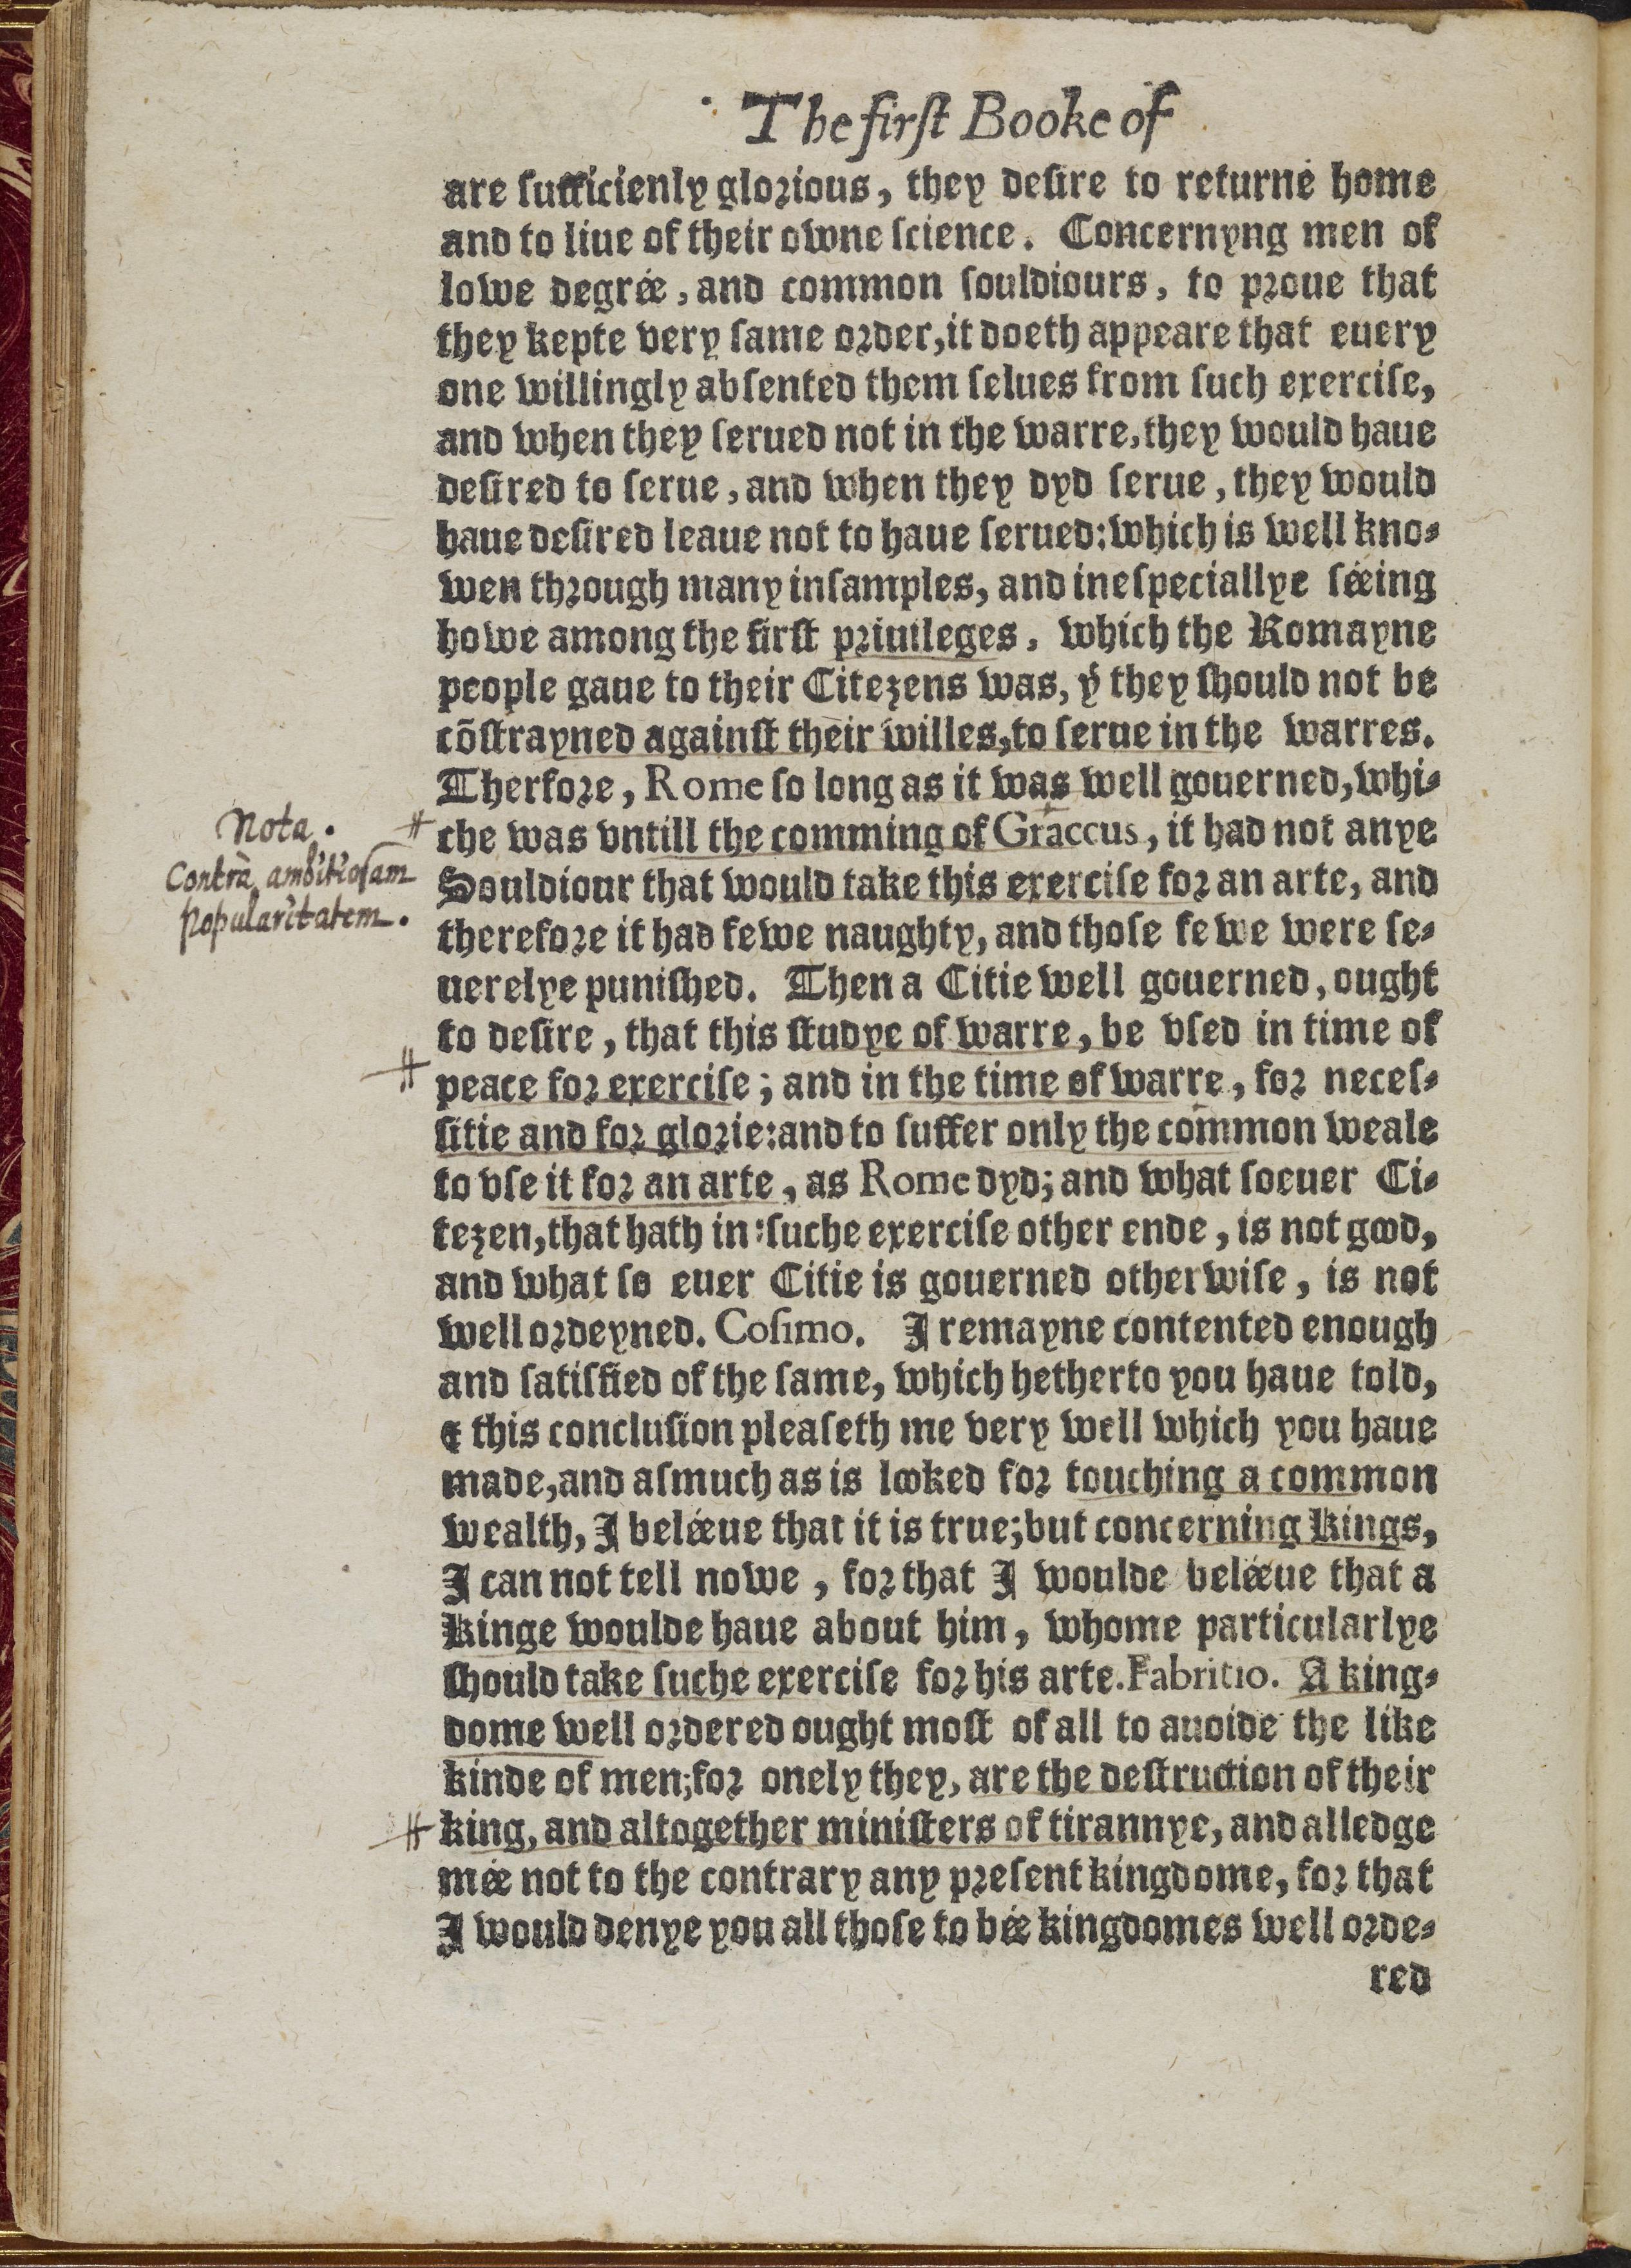 The firſt Booke of
are ſufficienly glorious, they deſire to returne home
and to liue of their owne ſcience. Concernyng men of
lowe degrée, and common ſouldiours, to proue that
they kepte very ſame order, it doeth appeare that euery
one willingly abſented them ſelues from ſuch exerciſe,
and when they ſerued not in the warre, they would haue
deſired to ſerue, and when they dyd ſerue, they would
haue deſired leaue not to haue ſerued: which is well kno-
wen through many inſamples, and ineſpeciallye ſéeing
howe among the firſt priuileges, which the Romayne
people gaue to their Citezens was, yͭ they ſhould not be
cõſtrayned againſt their willes, to ſerue in the warres.
Therfore, Rome ſo long as it was well gouerned, whi-
Nota.
Contrà ambitioſam
popularitatem.
che was vntill the comming of Graccus, it had not anye
Souldiour that would take this exerciſe for an arte, and
therefore it had fewe naughty, and thoſe fewe were ſe-
uerelye puniſhed. Then a Citie well gouerned, ought
to deſire, that this ſtudye of warre, be vſed in time of
peace for exerciſe; and in the time of warre, for neceſ-
ſitie and for glorie: and to ſuffer only the common weale
to vſe it for an arte, as Rome dyd; and what ſoeuer Ci-
tezen, that hath in ſuche exerciſe other ende, is not good,
and what ſo euer Citie is gouerned otherwiſe, is not
well ordeyned. Coſimo. I remayne contented enough
and ſatiſfied of the ſame, which hetherto you haue told,
& this concluſion pleaſeth me very well which you haue
made, and aſmuch as is looked for touching a common
wealth, I beléeue that it is true; but concerning Kings,
I can not tell nowe, for that I woulde beléeue that a
Kinge woulde haue about him, whome particularlye
ſhould take ſuche exerciſe for his arte. Fabritio. A king-
dome well ordered ought moſt of all to auoide the like
kinde of men; for onely they, are the deſtruction of their
king, and altogether miniſters of tirannye, and alledge
mée not to the contrary any preſent kingdome, for that
I would denye you all thoſe to bée kingdomes well orde-
red